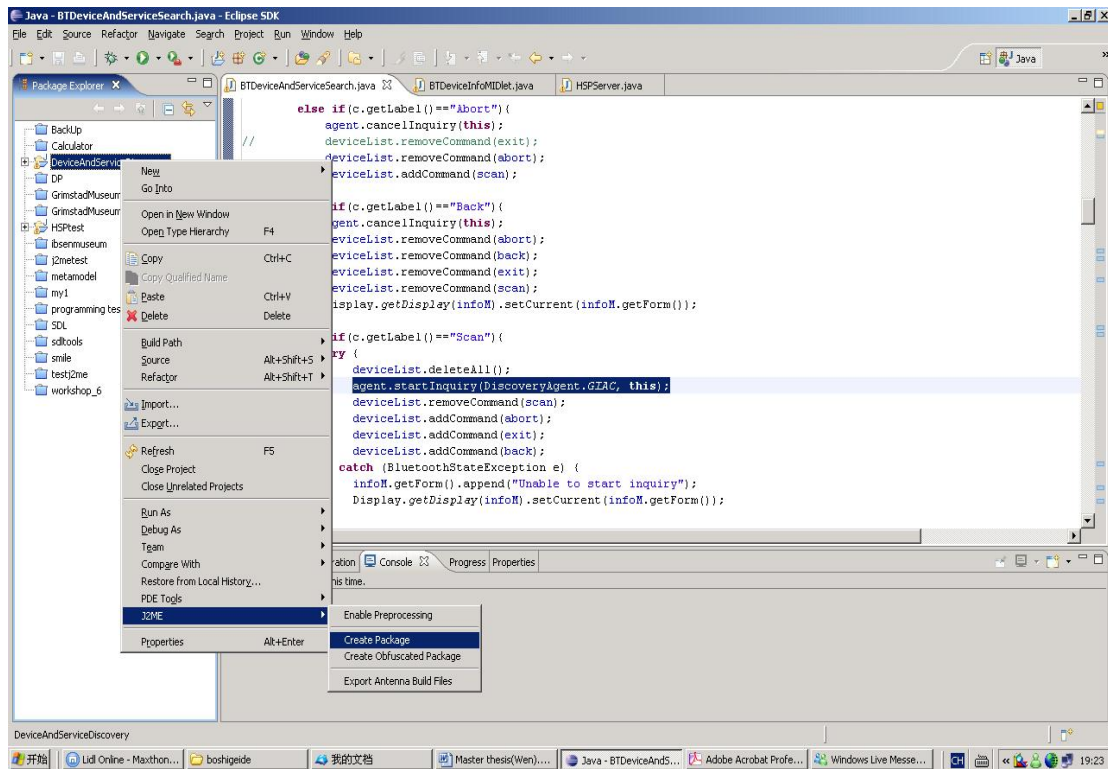 Java - BTDeviceAndServiceSearch.java - Eclipse SDK
File Edit Source Refactor Navigate Search Project Run Window Help
Java
Package Explorer
BTDeviceAndServiceSearch.java
BTDeviceInfoMIDlet.java
HSPServer.java
BackUp
Calculator
DeviceAndServic
DP
GrimstadMuseum
GrimstadMuseum
HSPtest
ibsenmuseum
j2metest
metamodel
my1
programming tes
SDL
sdltools
smile
testj2me
workshop_6
else if(c.getLabel()=="Abort"){
agent.cancelInquiry(this);
// deviceList.removeCommand(exit);
deviceList.removeCommand(abort);
deviceList.addCommand(scan);
if(c.getLabel()=="Back"){
gent.cancelInquiry(this);
eviceList.removeCommand(abort);
eviceList.removeCommand(back);
eviceList.removeCommand(exit);
eviceList.removeCommand(scan);
isplay.getDisplay(infoM).setCurrent(infoM.getForm());
if(c.getLabel()=="Scan"){
ry {
deviceList.deleteAll();
agent.startInquiry(DiscoveryAgent.GIAC, this);
deviceList.removeCommand(scan);
deviceList.addCommand(abort);
deviceList.addCommand(exit);
deviceList.addCommand(back);
catch (BluetoothStateException e) {
infoM.getForm().append("Unable to start inquiry");
Display.getDisplay(infoM).setCurrent(infoM.getForm());
New
Go Into
Open in New Window
Open Type Hierarchy F4
Copy Ctrl+C
Copy Qualified Name
Paste Ctrl+V
Delete Delete
Build Path
Source Alt+Shift+S
Refactor Alt+Shift+T
Import...
Export...
Refresh F5
Close Project
Close Unrelated Projects
Run As
Debug As
Team
Compare With
Restore from Local History...
PDE Tools
J2ME
Properties Alt+Enter
Enable Preprocessing
Create Package
Create Obfuscated Package
Export Antenna Build Files
ration Console Progress Properties
his time.
DeviceAndServiceDiscovery
开始 Lidl Online - Maxthon... boshigeide 我的文档 Master thesis(Wen).... Java - BTDeviceAndS... Adobe Acrobat Profe... Windows Live Messe... CH 19:23